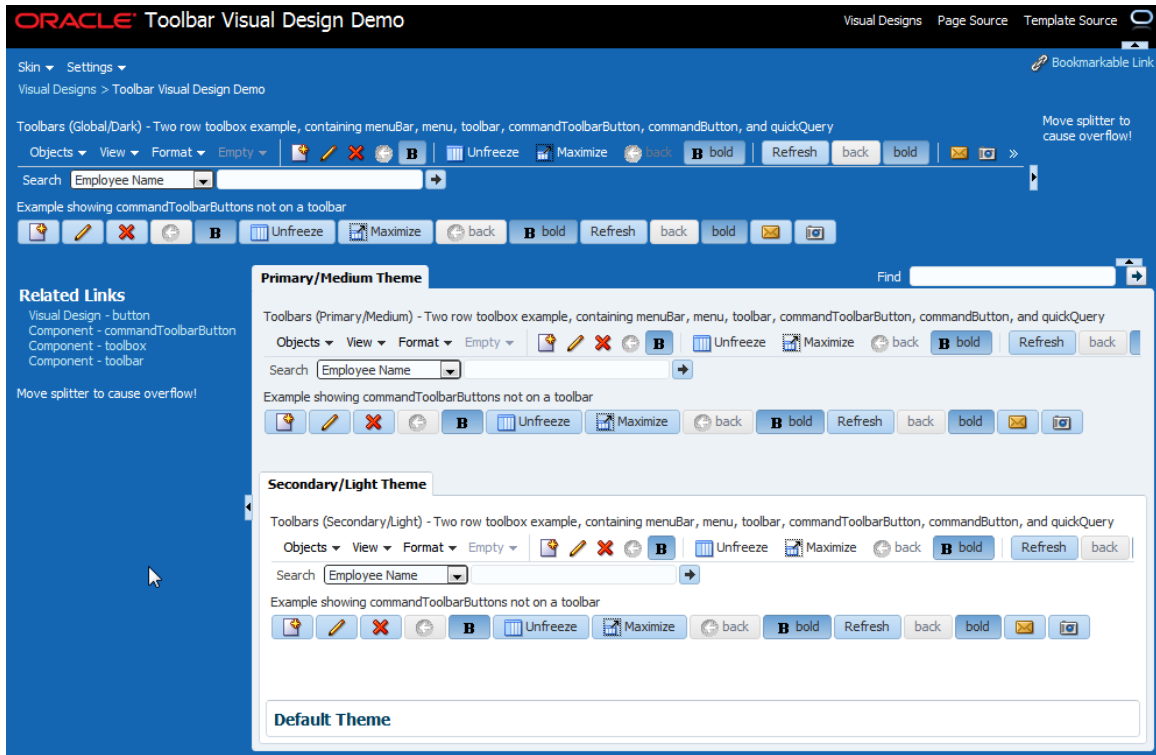 ORACLE Toolbar Visual Design Demo Visual Designs Page Source Template Source
Skin Settings Bookmarkable Link
Visual Designs > Toolbar Visual Design Demo
Toolbars (Global/Dark) - Two row toolbox example, containing menuBar, menu, toolbar, commandToolbarButton, commandButton, and quickQuery
Move splitter to
cause overflow!
Objects View Format Empty B Unfreeze Maximize back B bold Refresh back bold »
Search Employee Name
Example showing commandToolbarButtons not on a toolbar
B Unfreeze Maximize back B bold Refresh back bold
Related Links
Visual Design - button
Component - commandToolbarButton
Component - toolbox
Component - toolbar
Move splitter to cause overflow!
Primary/Medium Theme Find
Toolbars (Primary/Medium) - Two row toolbox example, containing menuBar, menu, toolbar, commandToolbarButton, commandButton, and quickQuery
Objects View Format Empty B Unfreeze Maximize back B bold Refresh back
Search Employee Name
Example showing commandToolbarButtons not on a toolbar
B Unfreeze Maximize back B bold Refresh back bold
Secondary/Light Theme
Toolbars (Secondary/Light) - Two row toolbox example, containing menuBar, menu, toolbar, commandToolbarButton, commandButton, and quickQuery
Objects View Format Empty B Unfreeze Maximize back B bold Refresh back
Search Employee Name
Example showing commandToolbarButtons not on a toolbar
B Unfreeze Maximize back B bold Refresh back bold
Default Theme